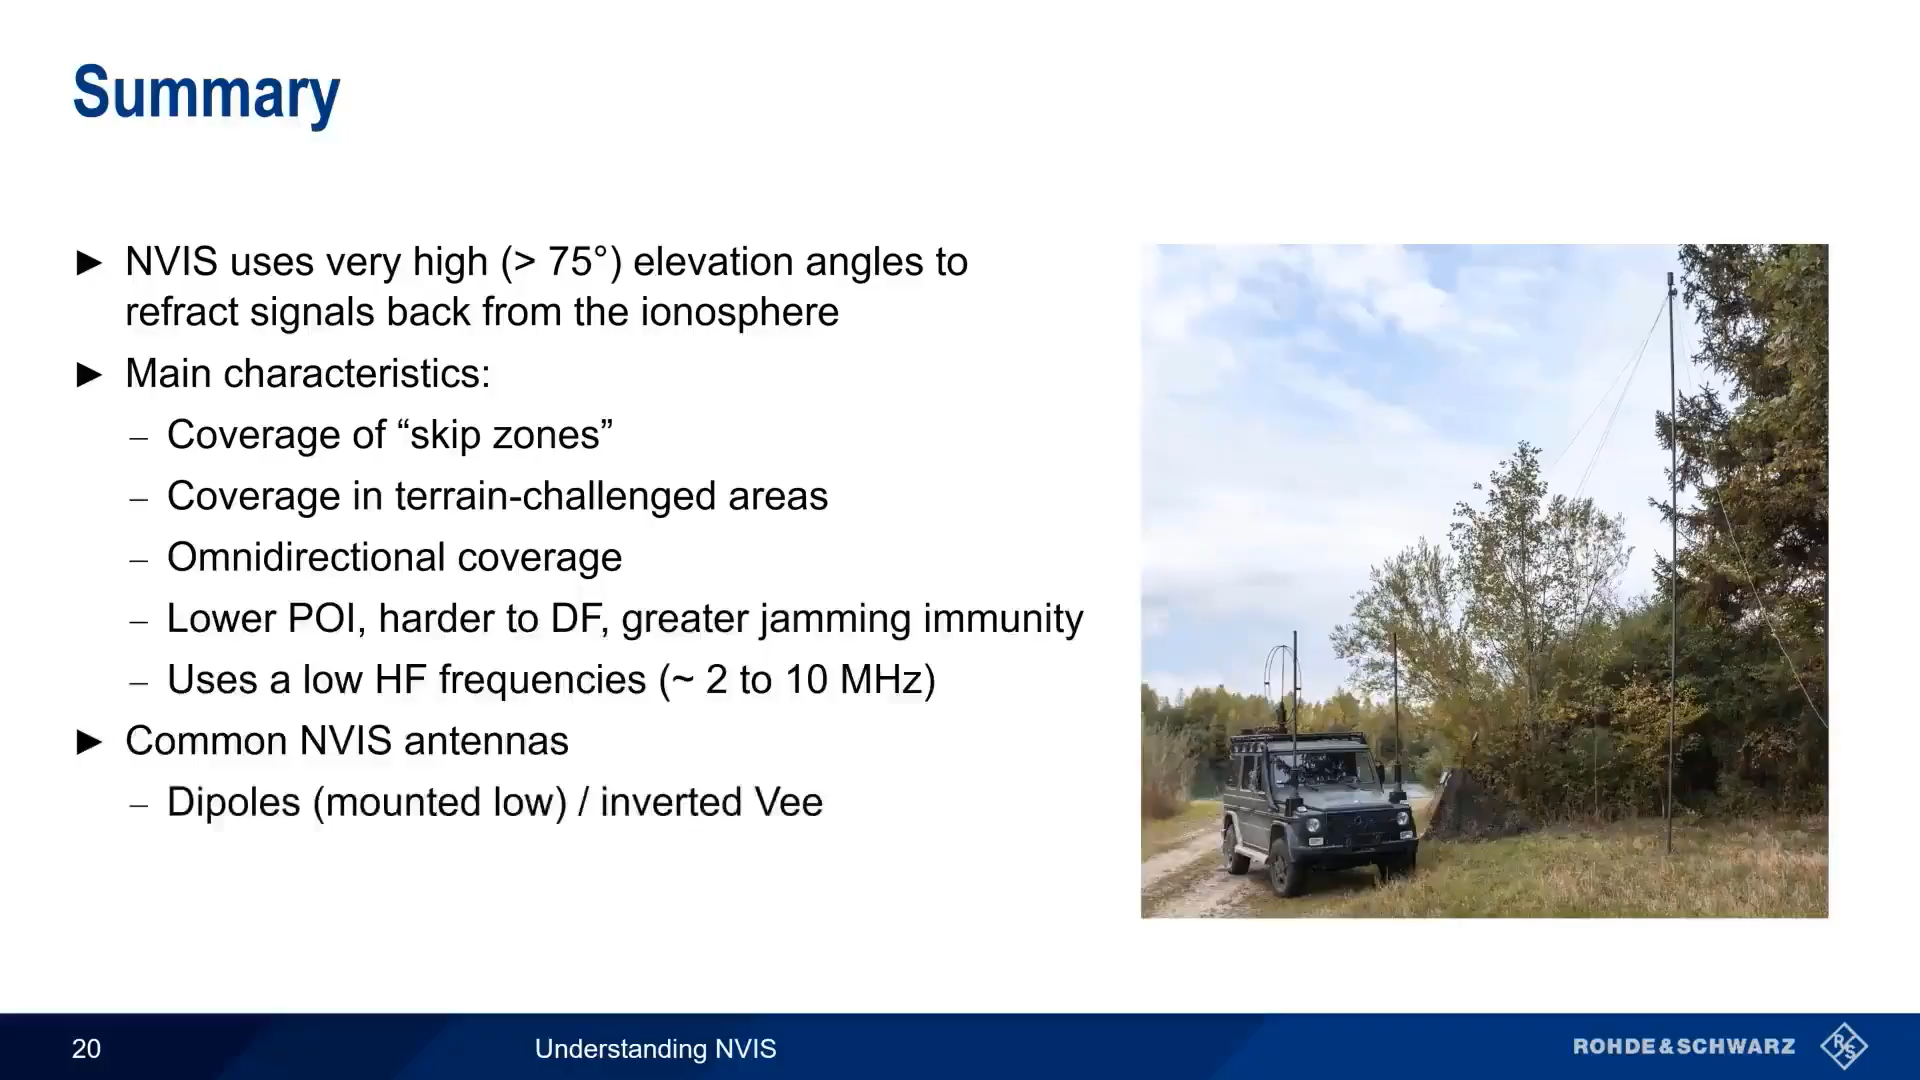 Summary
► NVIS uses very high (> 75°) elevation angles to
refract signals back from the ionosphere
► Main characteristics:
– Coverage of “skip zones”
– Coverage in terrain-challenged areas
– Omnidirectional coverage
– Lower POI, harder to DF, greater jamming immunity
– Uses a low HF frequencies (~ 2 to 10 MHz)
► Common NVIS antennas
– Dipoles (mounted low) / inverted Vee
20
Understanding NVIS
ROHDE&SCHWARZ
R&S